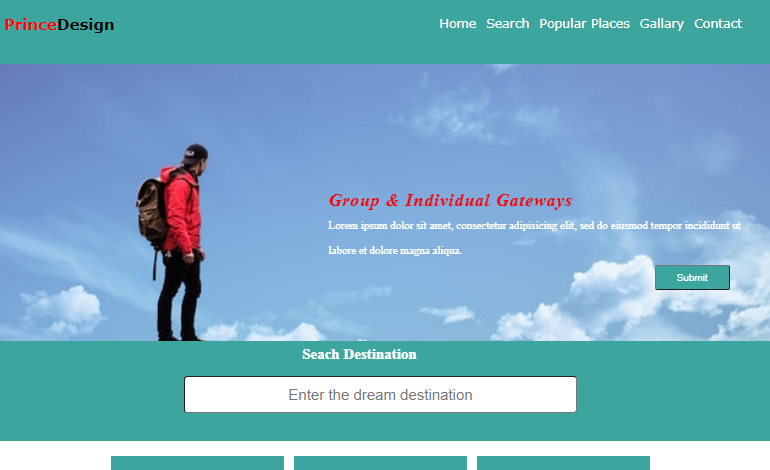 PrinceDesign
Home Search Popular Places Gallary Contact
Group & Individual Gateways
Lorem ipsum dolor sit amet, consectetur adipisicing elit, sed do eiusmod tempor incididunt ut
labore et dolore magna aliqua.
Submit
Seach Destination
Enter the dream destination